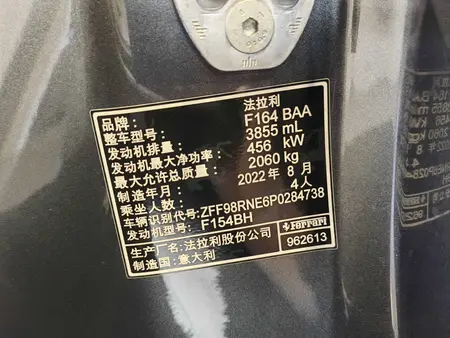 品牌: 法拉利
整车型号: F164 BAA
发动机排量: 3855 mL
发动机最大净功率: 456 kW
最大允许总质量: 2060 kg
制造年月: 2022年 8 月
乘坐人数: 4人
车辆识别代号:ZFF98RNE6P0284738
发动机型号: F154BH
生产厂名:法拉利股份公司
制造国:意大利
Ferrari
962613